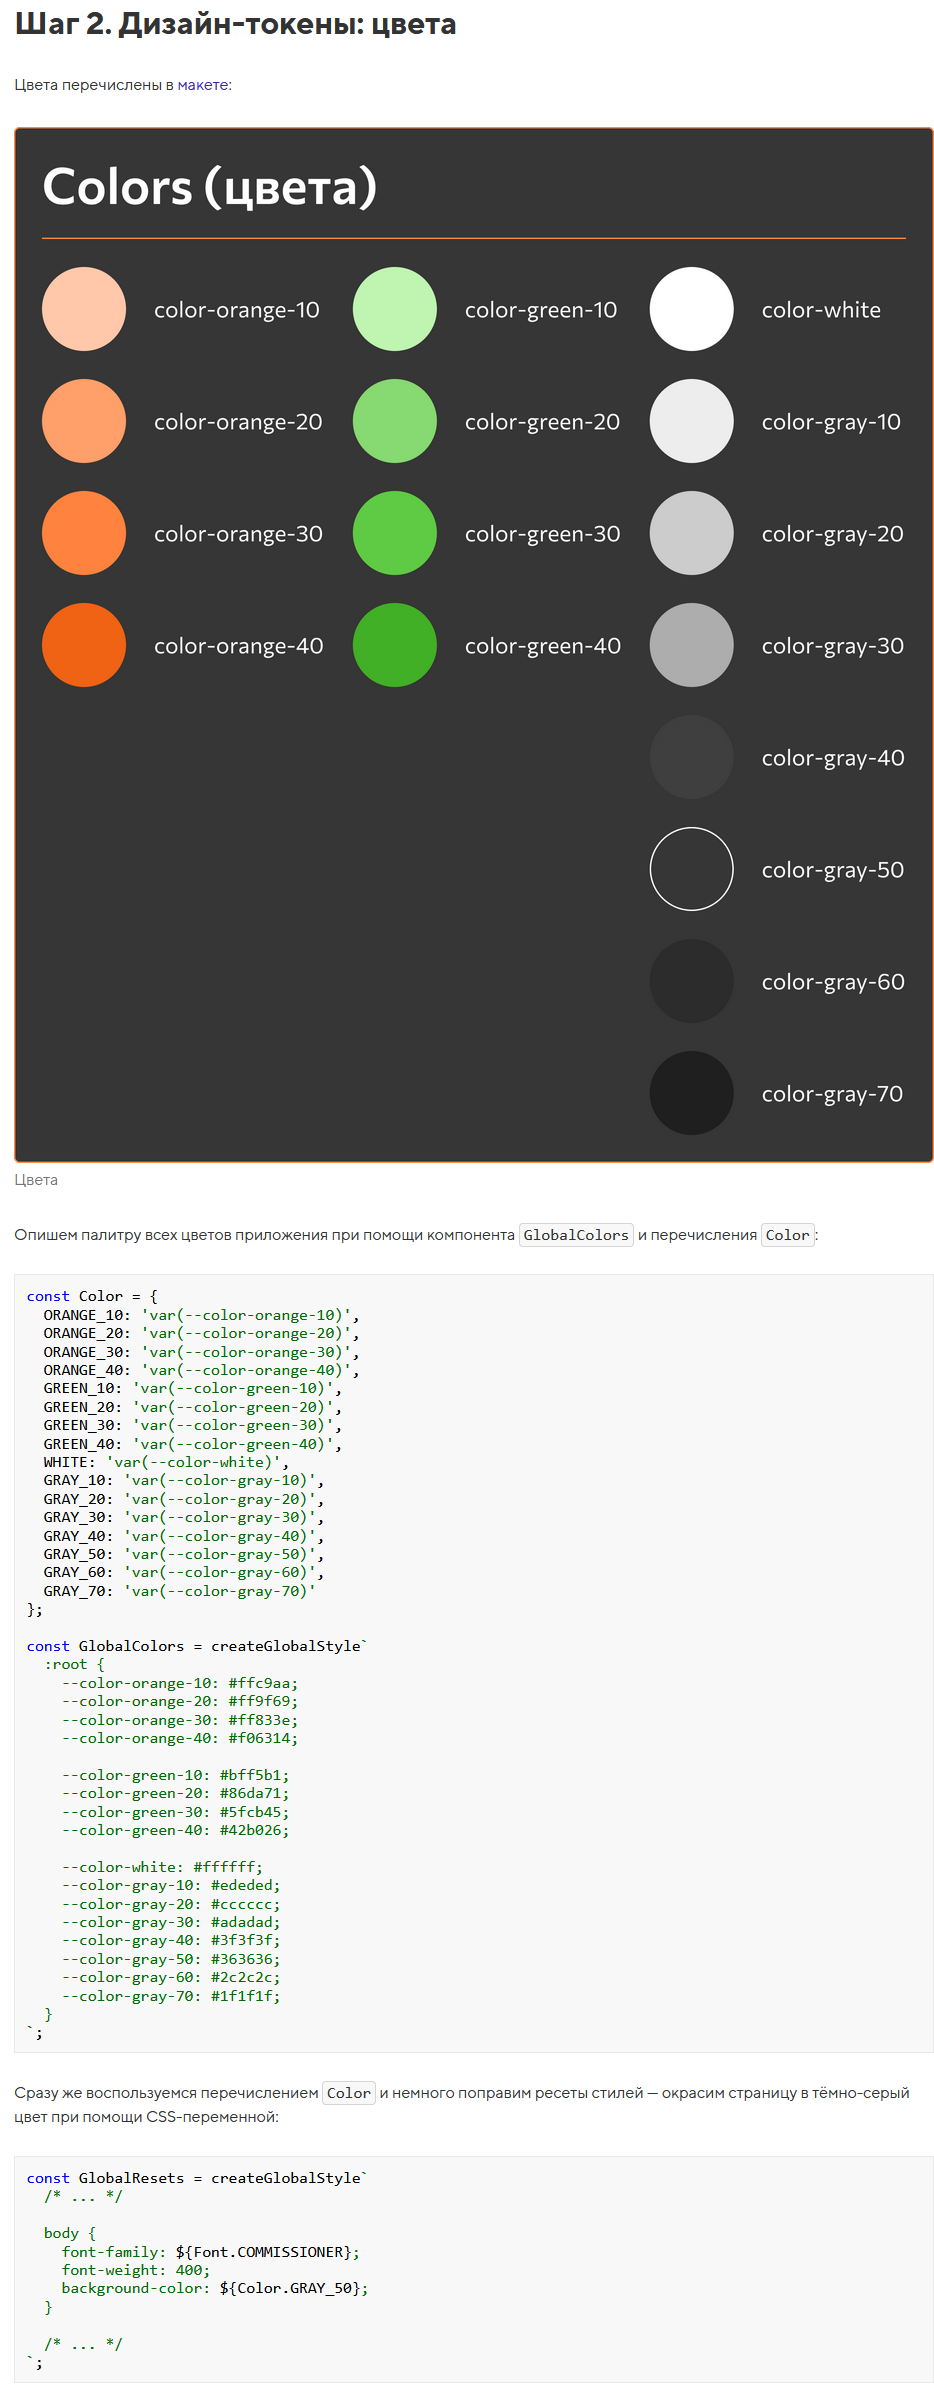 Шаг 2. Дизайн-токены: цвета
Цвета перечислены в макете:
Colors (цвета)
color-orange-10
color-green-10
color-white
color-orange-20
color-green-20
color-gray-10
color-orange-30
color-green-30
color-gray-20
color-orange-40
color-green-40
color-gray-30
color-gray-40
color-gray-50
color-gray-60
color-gray-70
Цвета
Опишем палитру всех цветов приложения при помощи компонента GlobalColors и перечисления Color:
const Color = {
  ORANGE_10: 'var(--color-orange-10)',
  ORANGE_20: 'var(--color-orange-20)',
  ORANGE_30: 'var(--color-orange-30)',
  ORANGE_40: 'var(--color-orange-40)',
  GREEN_10: 'var(--color-green-10)',
  GREEN_20: 'var(--color-green-20)',
  GREEN_30: 'var(--color-green-30)',
  GREEN_40: 'var(--color-green-40)',
  WHITE: 'var(--color-white)',
  GRAY_10: 'var(--color-gray-10)',
  GRAY_20: 'var(--color-gray-20)',
  GRAY_30: 'var(--color-gray-30)',
  GRAY_40: 'var(--color-gray-40)',
  GRAY_50: 'var(--color-gray-50)',
  GRAY_60: 'var(--color-gray-60)',
  GRAY_70: 'var(--color-gray-70)'
};
const GlobalColors = createGlobalStyle`
  :root {
    --color-orange-10: #ffc9aa;
    --color-orange-20: #ff9f69;
    --color-orange-30: #ff833e;
    --color-orange-40: #f06314;
    --color-green-10: #bff5b1;
    --color-green-20: #86da71;
    --color-green-30: #5fcb45;
    --color-green-40: #42b026;
    --color-white: #ffffff;
    --color-gray-10: #ededed;
    --color-gray-20: #cccccc;
    --color-gray-30: #adadad;
    --color-gray-40: #3f3f3f;
    --color-gray-50: #363636;
    --color-gray-60: #2c2c2c;
    --color-gray-70: #1f1f1f;
  }
`;
Сразу же воспользуемся перечислением Color и немного поправим ресеты стилей — окрасим страницу в тёмно-серый
цвет при помощи CSS-переменной:
const GlobalResets = createGlobalStyle`
  /* ... */
  body {
    font-family: ${Font.COMMISSIONER};
    font-weight: 400;
    background-color: ${Color.GRAY_50};
  }
  /* ... */
`;